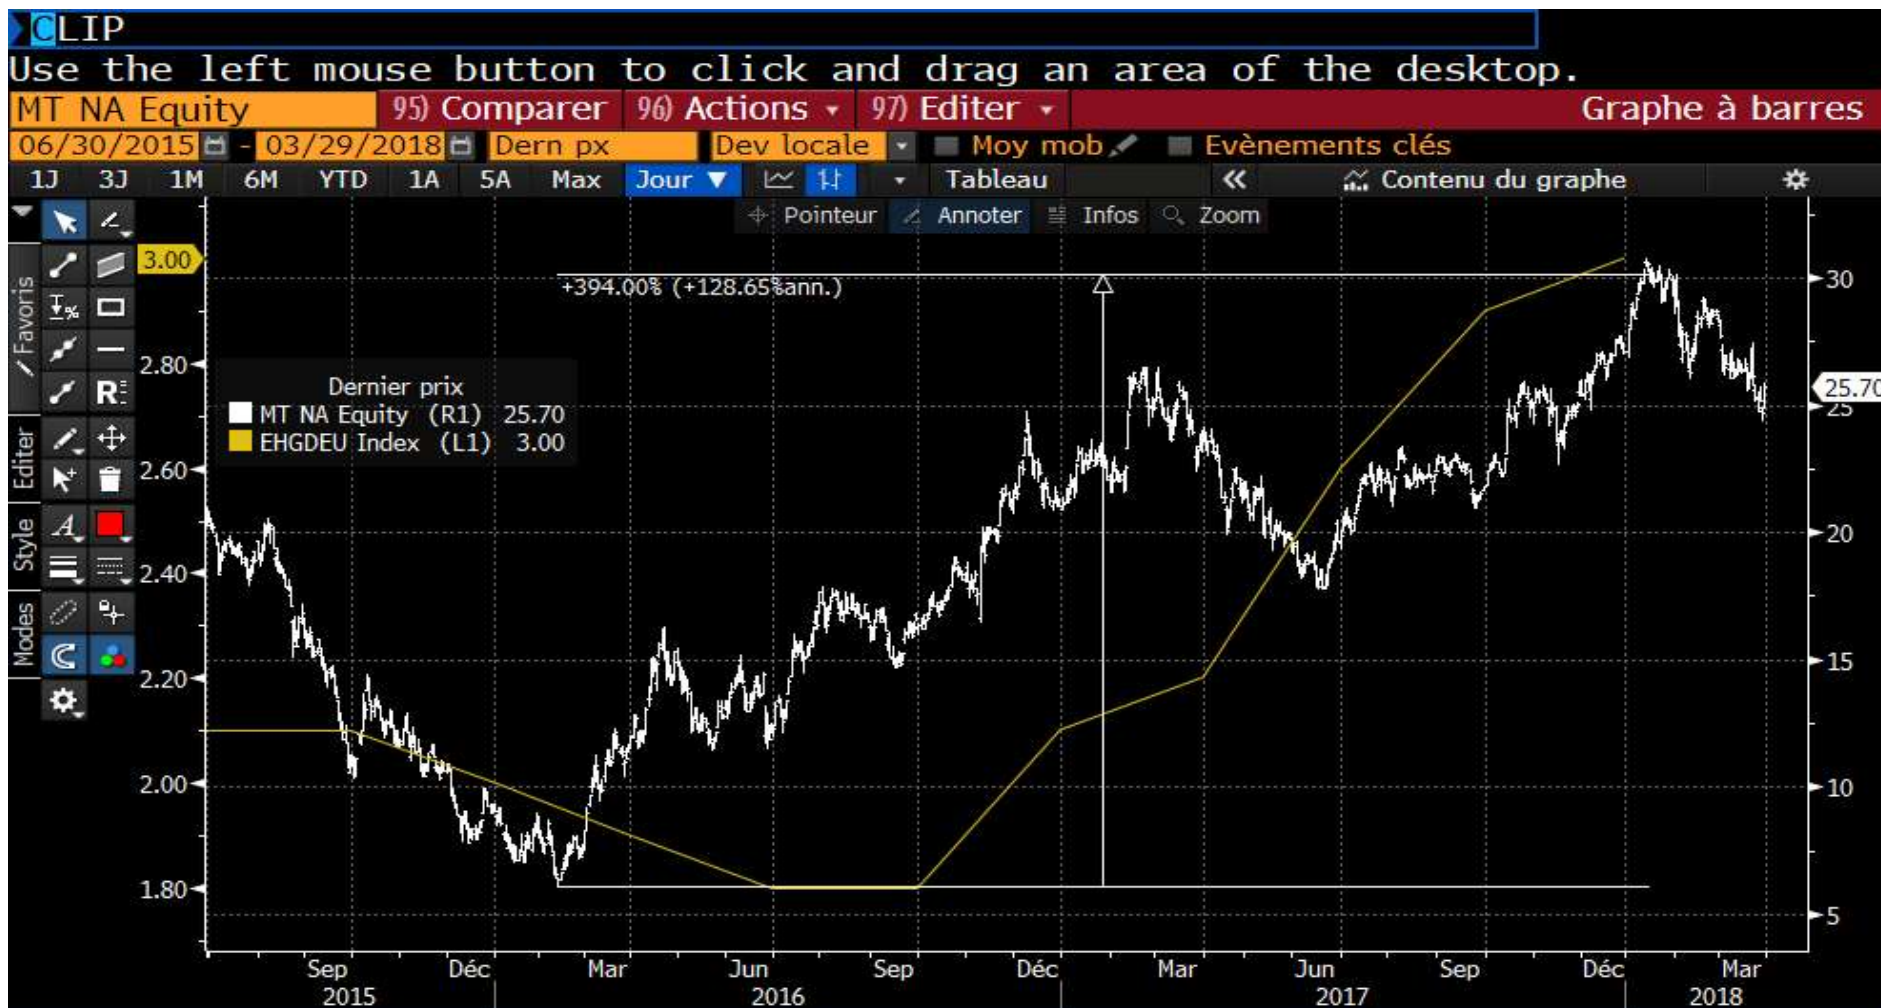 CLIP
Use the left mouse button to click and drag an area of the desktop.
MT NA Equity 95) Comparer 96) Actions 97) Editer Graphe à barres
06/30/2015 - 03/29/2018 Dern px Dev locale Moy mob Evènements clés
1J 3J 1M 6M YTD 1A 5A Max Jour Tableau « Contenu du graphe
Pointeur Annoter Infos Zoom
Favoris
Editer
Style
Modes
%
R
A
3.00
2.80
2.60
2.40
2.20
2.00
1.80
+394.00% (+128.65%ann.)
Dernier prix
MT NA Equity (R1) 25.70
EHGDEU Index (L1) 3.00
30
25.70
25
20
15
10
5
Sep Déc Mar Jun Sep Déc Mar Jun Sep Déc Mar
2015 2016 2017 2018